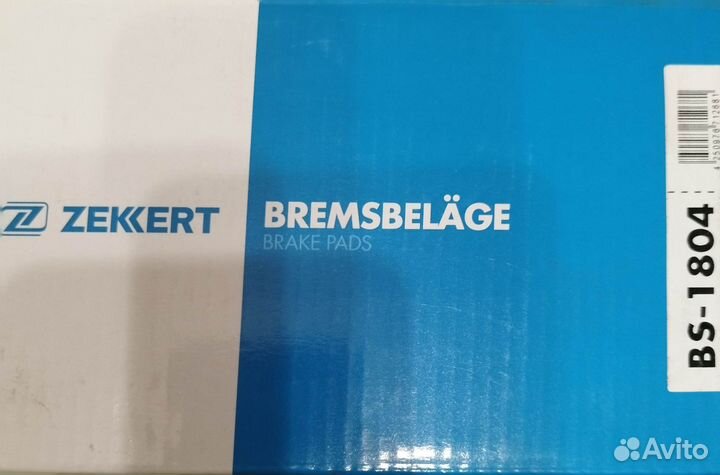 ZEKKERT
BREMSBELÄGE
BRAKE PADS
BS-1804
Avito